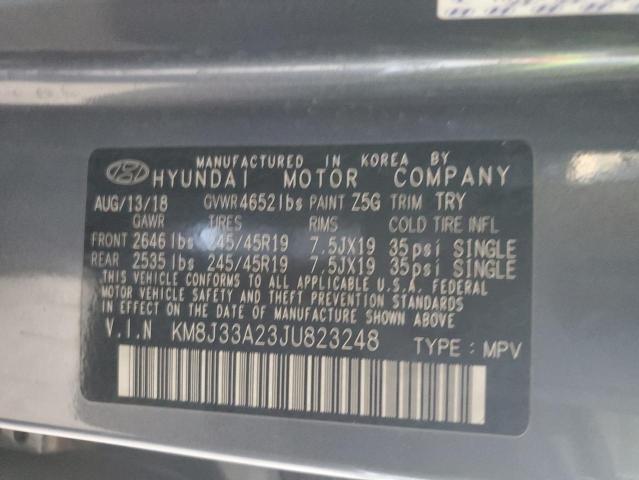 MANUFACTURED IN KOREA BY
HYUNDAI MOTOR COMPANY
AUG/13/18 GVWR 4652lbs PAINT Z5G TRIM TRY
GAWR TIRES RIMS COLD TIRE INFL
FRONT 2646lbs 245/45R19 7.5JX19 35psi SINGLE
REAR 2535lbs 245/45R19 7.5JX19 35psi SINGLE
THIS VEHICLE CONFORMS TO ALL APPLICABLE FEDERAL
MOTOR VEHICLE SAFETY AND THEFT PREVENTION STANDARDS
IN EFFECT ON THE DATE OF MANUFACTURE SHOWN ABOVE.
V.I.N KM8J33A23JU823248 TYPE : MPV